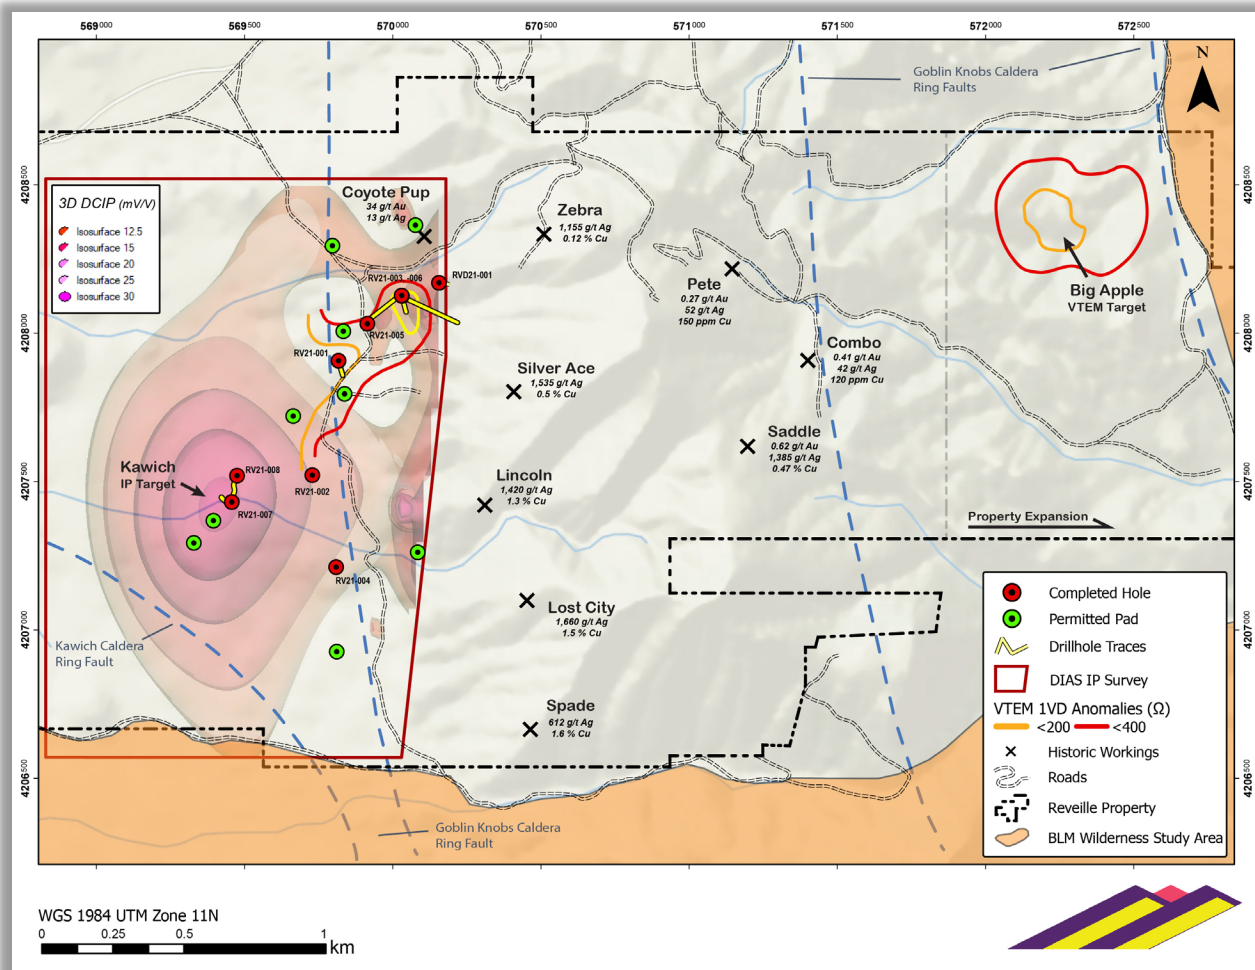 569000
569500
570000
570500
571000
571500
572000
572500
4208500
4208000
4207500
4207000
4206500
4208500
4208000
4207500
4207000
4206500
Goblin Knobs Caldera
Ring Faults
N
3D DCIP (mV/V)
Isosurface 12.5
Isosurface 15
Isosurface 20
Isosurface 25
Isosurface 30
Coyote Pup
34 g/t Au
13 g/t Ag
Zebra
1,155 g/t Ag
0.12 % Cu
RV21-003, -006
RVD21-001
RV21-005
RV21-001
Pete
0.27 g/t Au
52 g/t Ag
150 ppm Cu
Big Apple
VTEM Target
Combo
0.41 g/t Au
42 g/t Ag
120 ppm Cu
Silver Ace
1,535 g/t Ag
0.5 % Cu
Saddle
0.62 g/t Au
1,385 g/t Ag
0.47 % Cu
Kawich
IP Target
RV21-008
RV21-007
RV21-002
Lincoln
1,420 g/t Ag
1.3 % Cu
Property Expansion
RV21-004
Lost City
1,660 g/t Ag
1.5 % Cu
Kawich Caldera
Ring Fault
Spade
612 g/t Ag
1.6 % Cu
Goblin Knobs Caldera
Ring Fault
Completed Hole
Permitted Pad
Drillhole Traces
DIAS IP Survey
VTEM 1VD Anomalies (Ω)
<200 <400
Historic Workings
Roads
Reveille Property
BLM Wilderness Study Area
WGS 1984 UTM Zone 11N
0 0.25 0.5 1
km